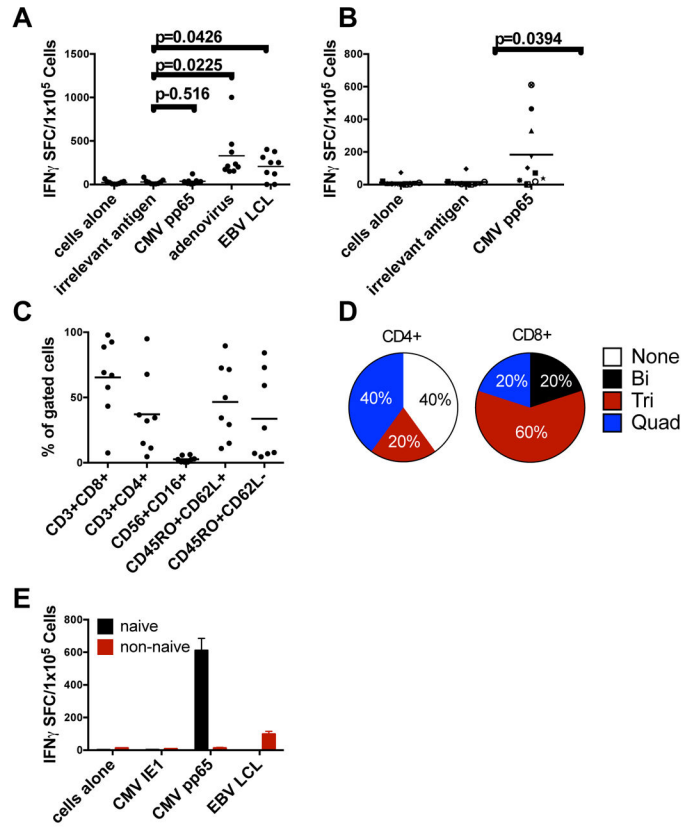 A
p=0.0426
p=0.0225
p-0.516
IFNγ SFC/1x10⁵ Cells
1500
1000
500
0
cells alone
irrelevant antigen
CMV pp65
adenovirus
EBV LCL
B
p=0.0394
IFNγ SFC/1x10⁵ Cells
800
600
400
200
0
cells alone
irrelevant antigen
CMV pp65
C
% of gated cells
100
50
0
CD3+CD8+
CD3+CD4+
CD56+CD16+
CD45RO+CD62L+
CD45RO+CD62L-
D
CD4+
40%
40%
20%
CD8+
20%
20%
60%
None
Bi
Tri
Quad
E
IFNγ SFC/1x10⁵ Cells
800
600
400
200
0
naive
non-naive
cells alone
CMV IE1
CMV pp65
EBV LCL